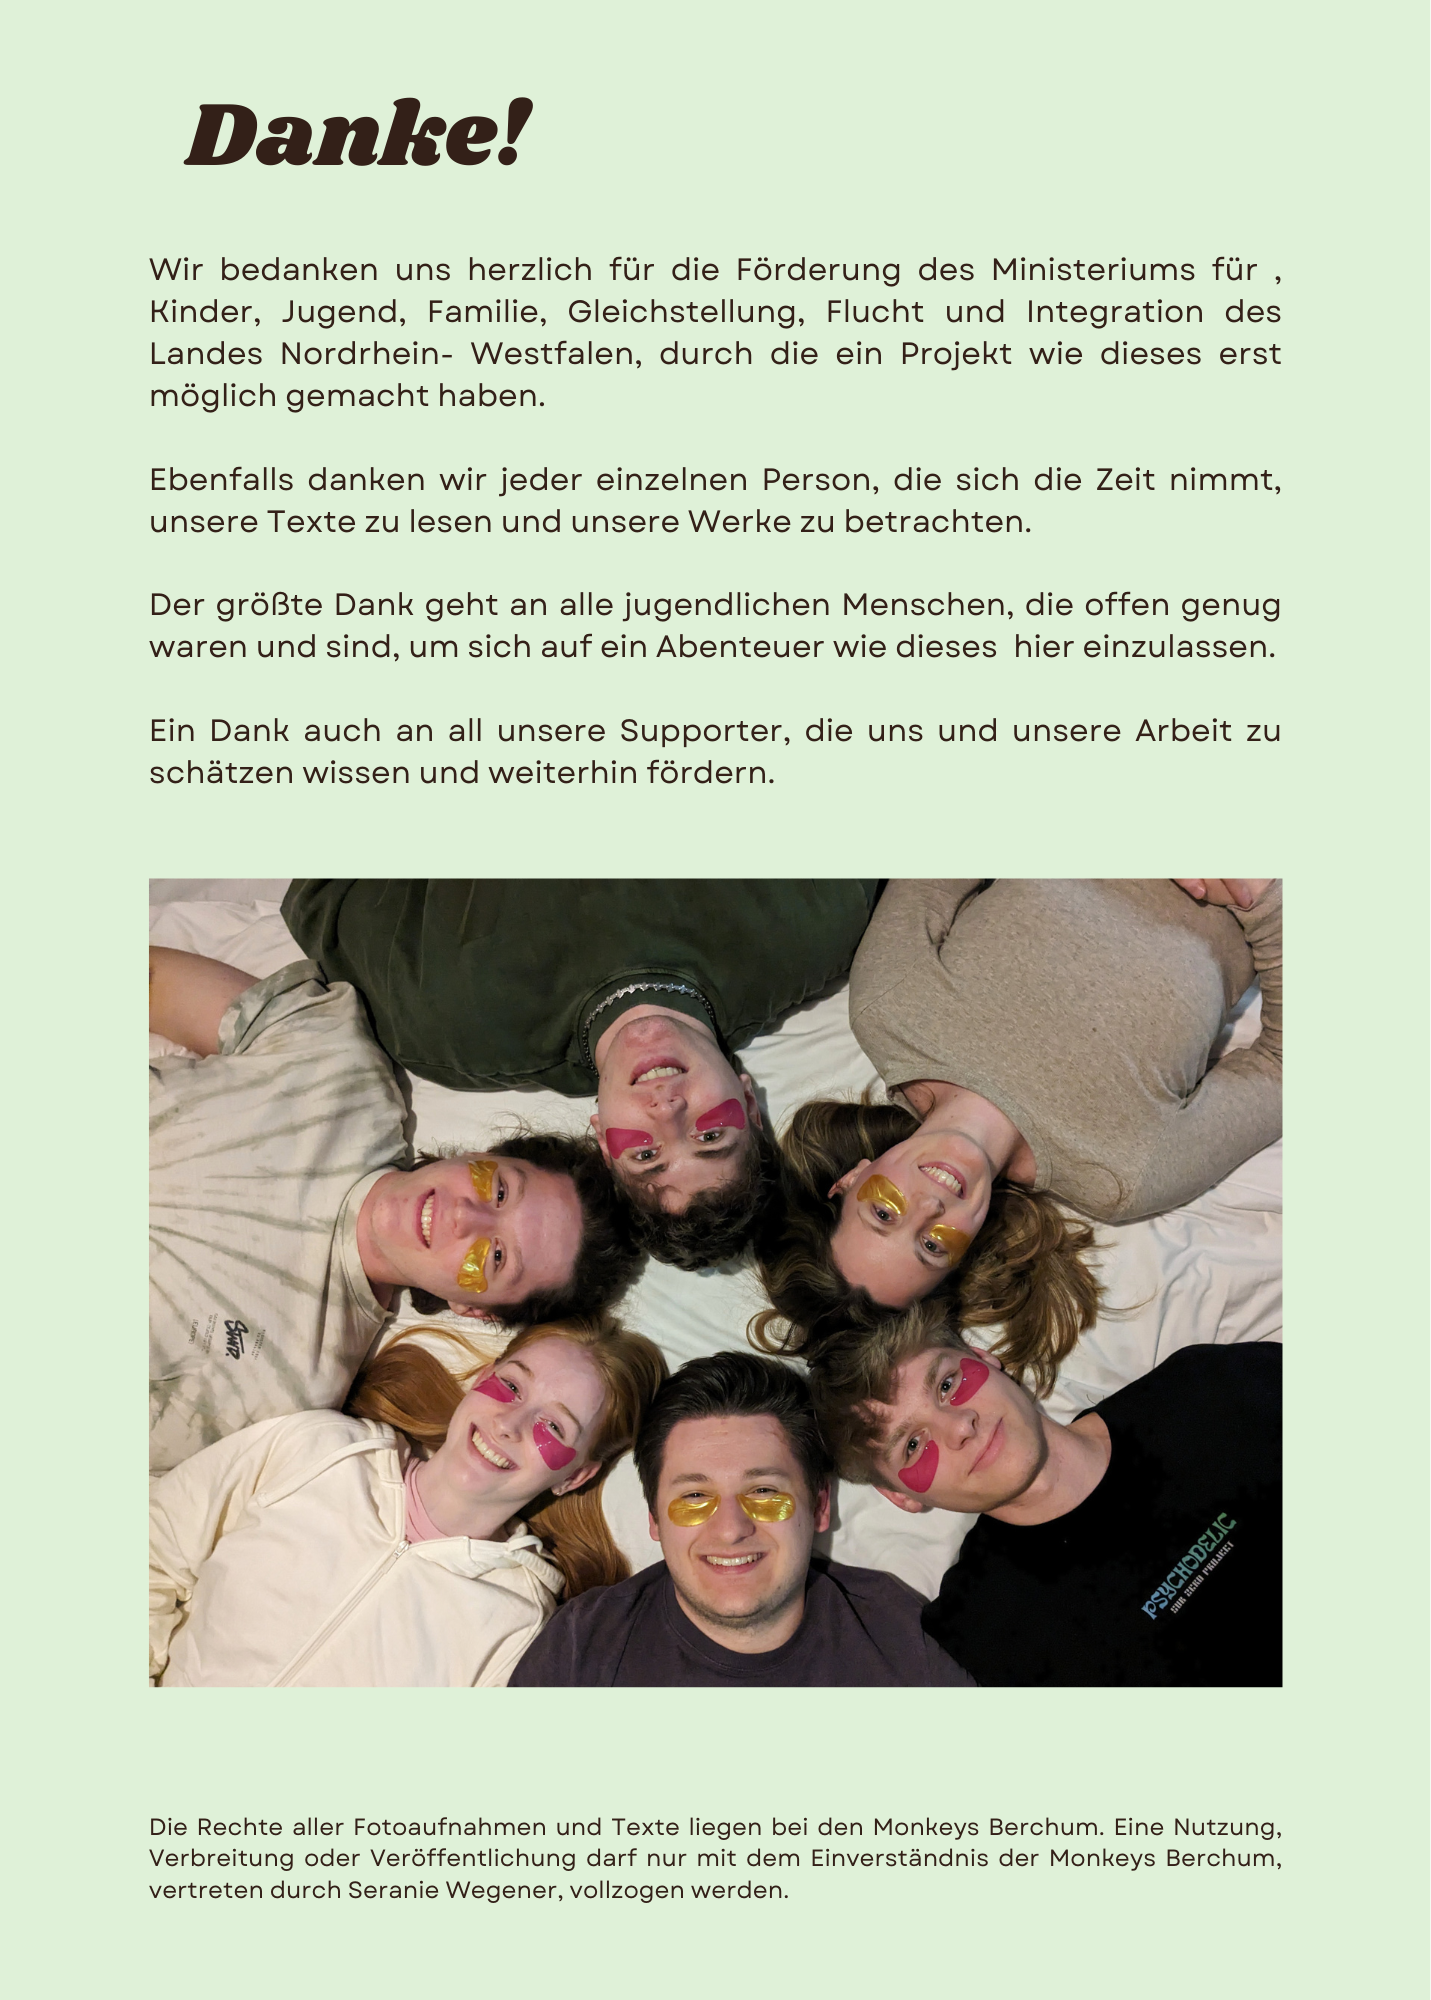 Danke!
Wir bedanken uns herzlich für die Förderung des Ministeriums für ,
Kinder, Jugend, Familie, Gleichstellung, Flucht und Integration des
Landes Nordrhein- Westfalen, durch die ein Projekt wie dieses erst
möglich gemacht haben.
Ebenfalls danken wir jeder einzelnen Person, die sich die Zeit nimmt,
unsere Texte zu lesen und unsere Werke zu betrachten.
Der größte Dank geht an alle jugendlichen Menschen, die offen genug
waren und sind, um sich auf ein Abenteuer wie dieses  hier einzulassen.
Ein Dank auch an all unsere Supporter, die uns und unsere Arbeit zu
schätzen wissen und weiterhin fördern.
PSYCHODELIC
Die Rechte aller Fotoaufnahmen und Texte liegen bei den Monkeys Berchum. Eine Nutzung,
Verbreitung oder Veröffentlichung darf nur mit dem Einverständnis der Monkeys Berchum,
vertreten durch Seranie Wegener, vollzogen werden.